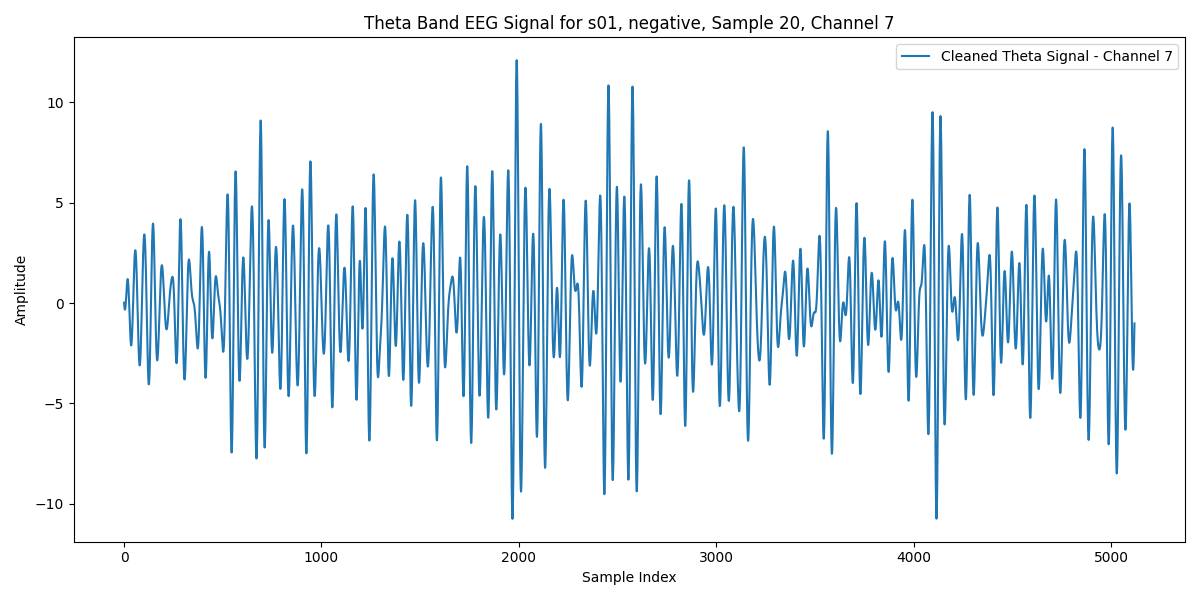 Theta Band EEG Signal for s01, negative, Sample 20, Channel 7
Cleaned Theta Signal - Channel 7
Amplitude
10
5
0
−5
−10
0 1000 2000 3000 4000 5000
Sample Index